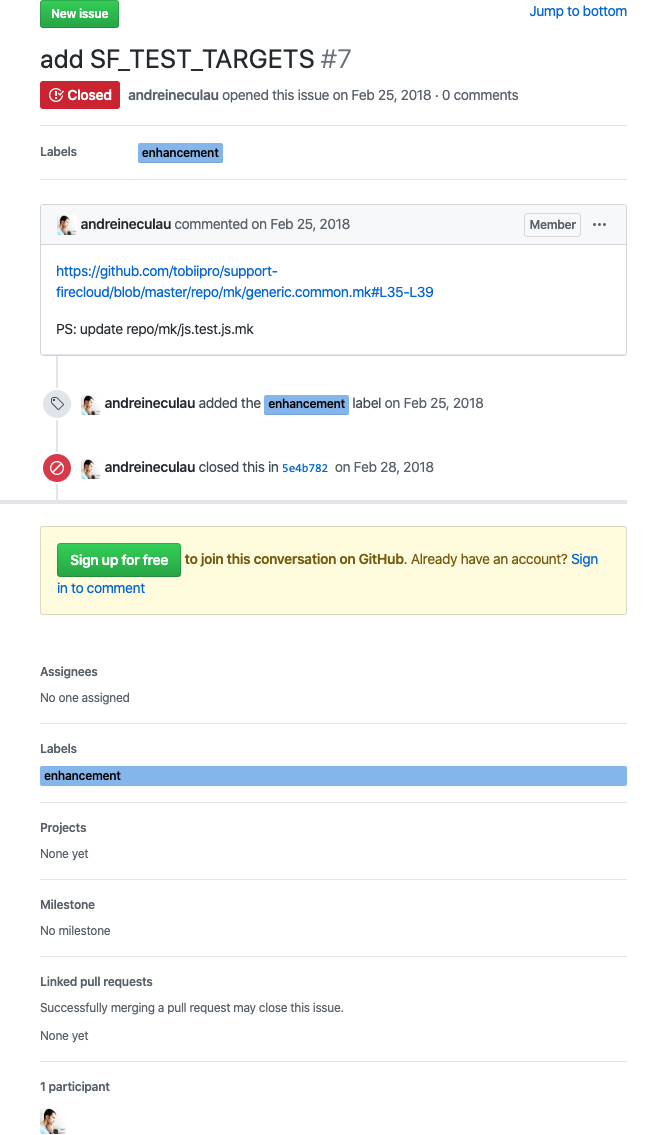 New issue
Jump to bottom
add SF_TEST_TARGETS #7
Closed andreineculau opened this issue on Feb 25, 2018 · 0 comments
Labels enhancement
andreineculau commented on Feb 25, 2018 Member ···
https://github.com/tobiipro/support-
firecloud/blob/master/repo/mk/generic.common.mk#L35-L39
PS: update repo/mk/js.test.js.mk
andreineculau added the enhancement label on Feb 25, 2018
andreineculau closed this in 5e4b782 on Feb 28, 2018
Sign up for free to join this conversation on GitHub. Already have an account? Sign
in to comment
Assignees
No one assigned
Labels
enhancement
Projects
None yet
Milestone
No milestone
Linked pull requests
Successfully merging a pull request may close this issue.
None yet
1 participant